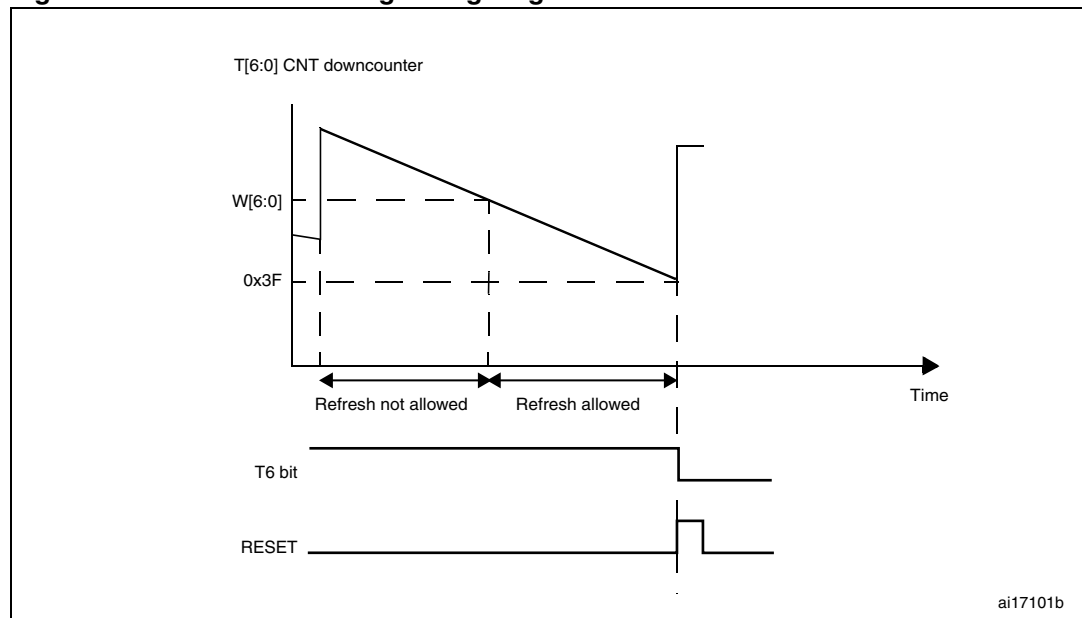 T[6:0] CNT downcounter
W[6:0]
0x3F
Time
Refresh not allowed
Refresh allowed
T6 bit
RESET
ai17101b